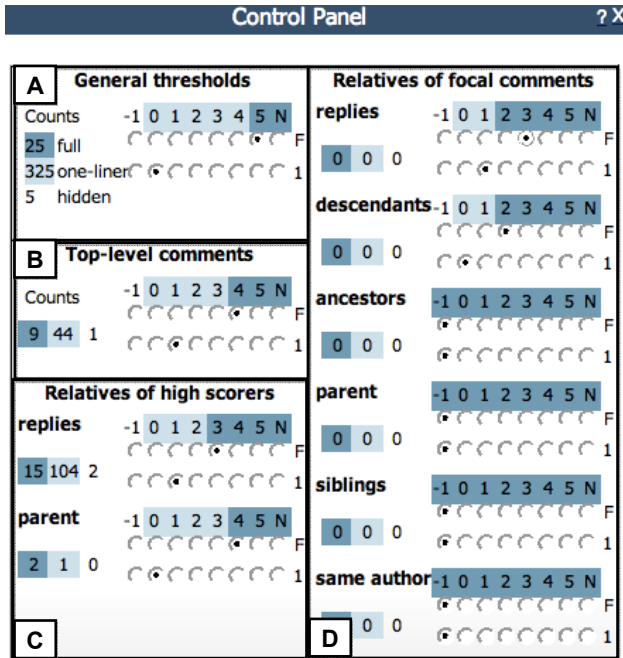 Control Panel ? X
A General thresholds
Counts -1 0 1 2 3 4 5 N
25 full F
325 one-liner 1
5 hidden
B Top-level comments
Counts -1 0 1 2 3 4 5 N
F
9 44 1
1
Relatives of high scorers
replies -1 0 1 2 3 4 5 N
F
15 104 2 1
parent -1 0 1 2 3 4 5 N
F
2 1 0 1
C
Relatives of focal comments
replies -1 0 1 2 3 4 5 N
F
0 0 0 1
descendants -1 0 1 2 3 4 5 N
F
0 0 0 1
ancestors -1 0 1 2 3 4 5 N
F
0 0 0 1
parent -1 0 1 2 3 4 5 N
F
0 0 0 1
siblings -1 0 1 2 3 4 5 N
F
0 0 0 1
same author -1 0 1 2 3 4 5 N
F
D 0 0 1